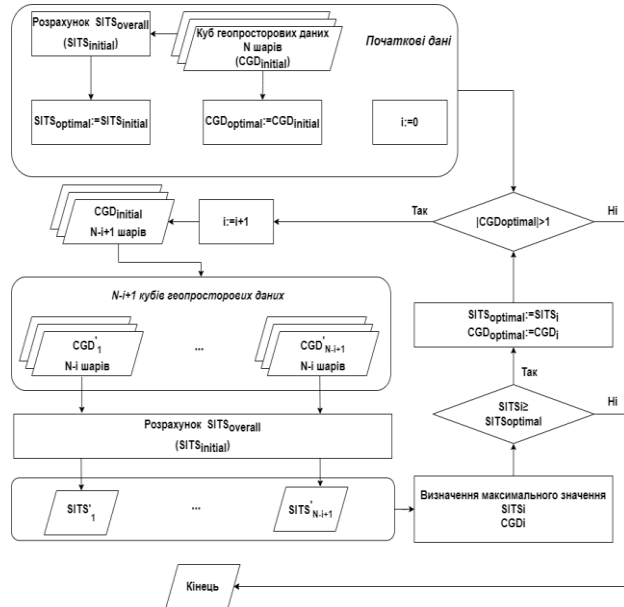 Розрахунок SITSoverall
(SITSinitial)
Куб геопросторових даних
N шарів
(CGDinitial)
Початкові дані
SITSoptimal:=SITSinitial
CGDoptimal:=CGDinitial
i:=0
CGDinitial
N-i+1 шарів
i:=i+1
Так
|CGDoptimal|>1
Ні
N-i+1 кубів геопросторових даних
CGD'1
N-i шарів
...
CGD'N-i+1
N-i шарів
SITSoptimal:=SITSi
CGDoptimal:=CGDi
Так
Розрахунок SITSoverall
(SITSinitial)
SITSi≥
SITSoptimal
Ні
SITS'1
...
SITS'N-i+1
Визначення максимального значення
SITSi
CGDi
Кінець